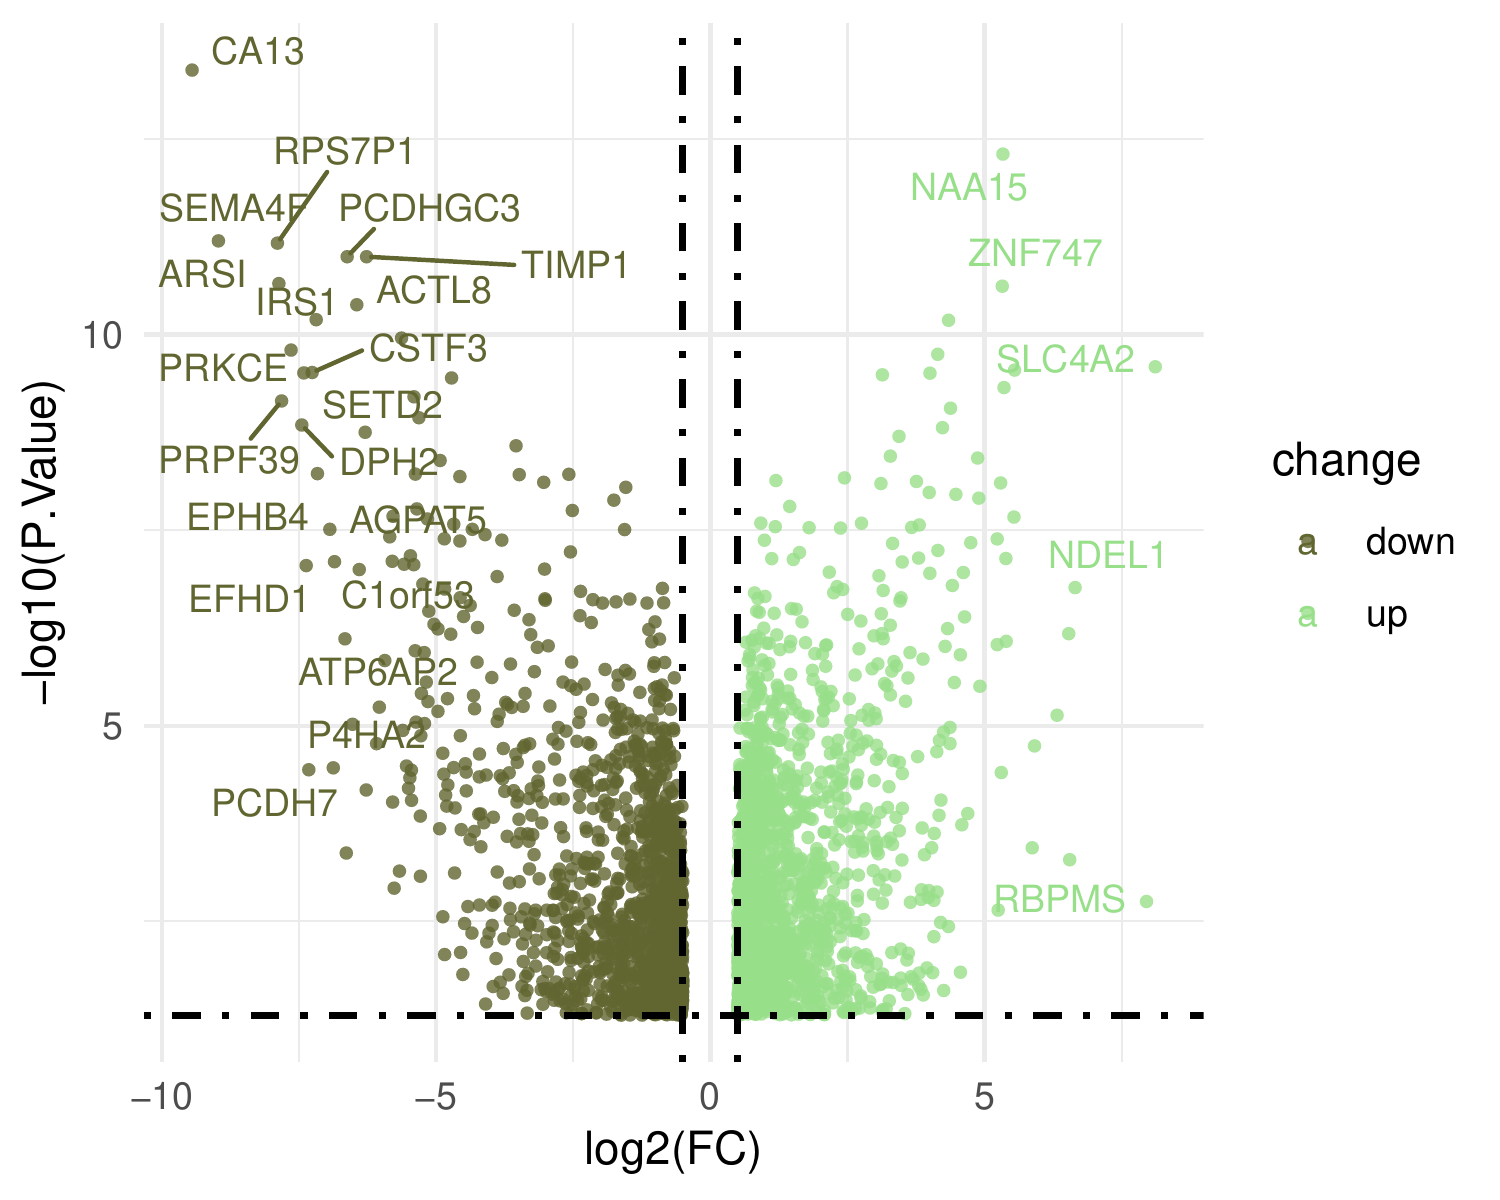 CA13
RPS7P1
SEMA4F
PCDHGC3
NAA15
ZNF747
TIMP1
ARSI
ACTL8
IRS1
10
CSTF3
SLC4A2
PRKCE
SETD2
PRPF39
DPH2
change
EPHB4
AGPAT5
a down
NDEL1
EFHD1
C1orf53
a up
ATP6AP2
5
P4HA2
PCDH7
RBPMS
−10
−5
0
5
log2(FC)
−log10(P.Value)